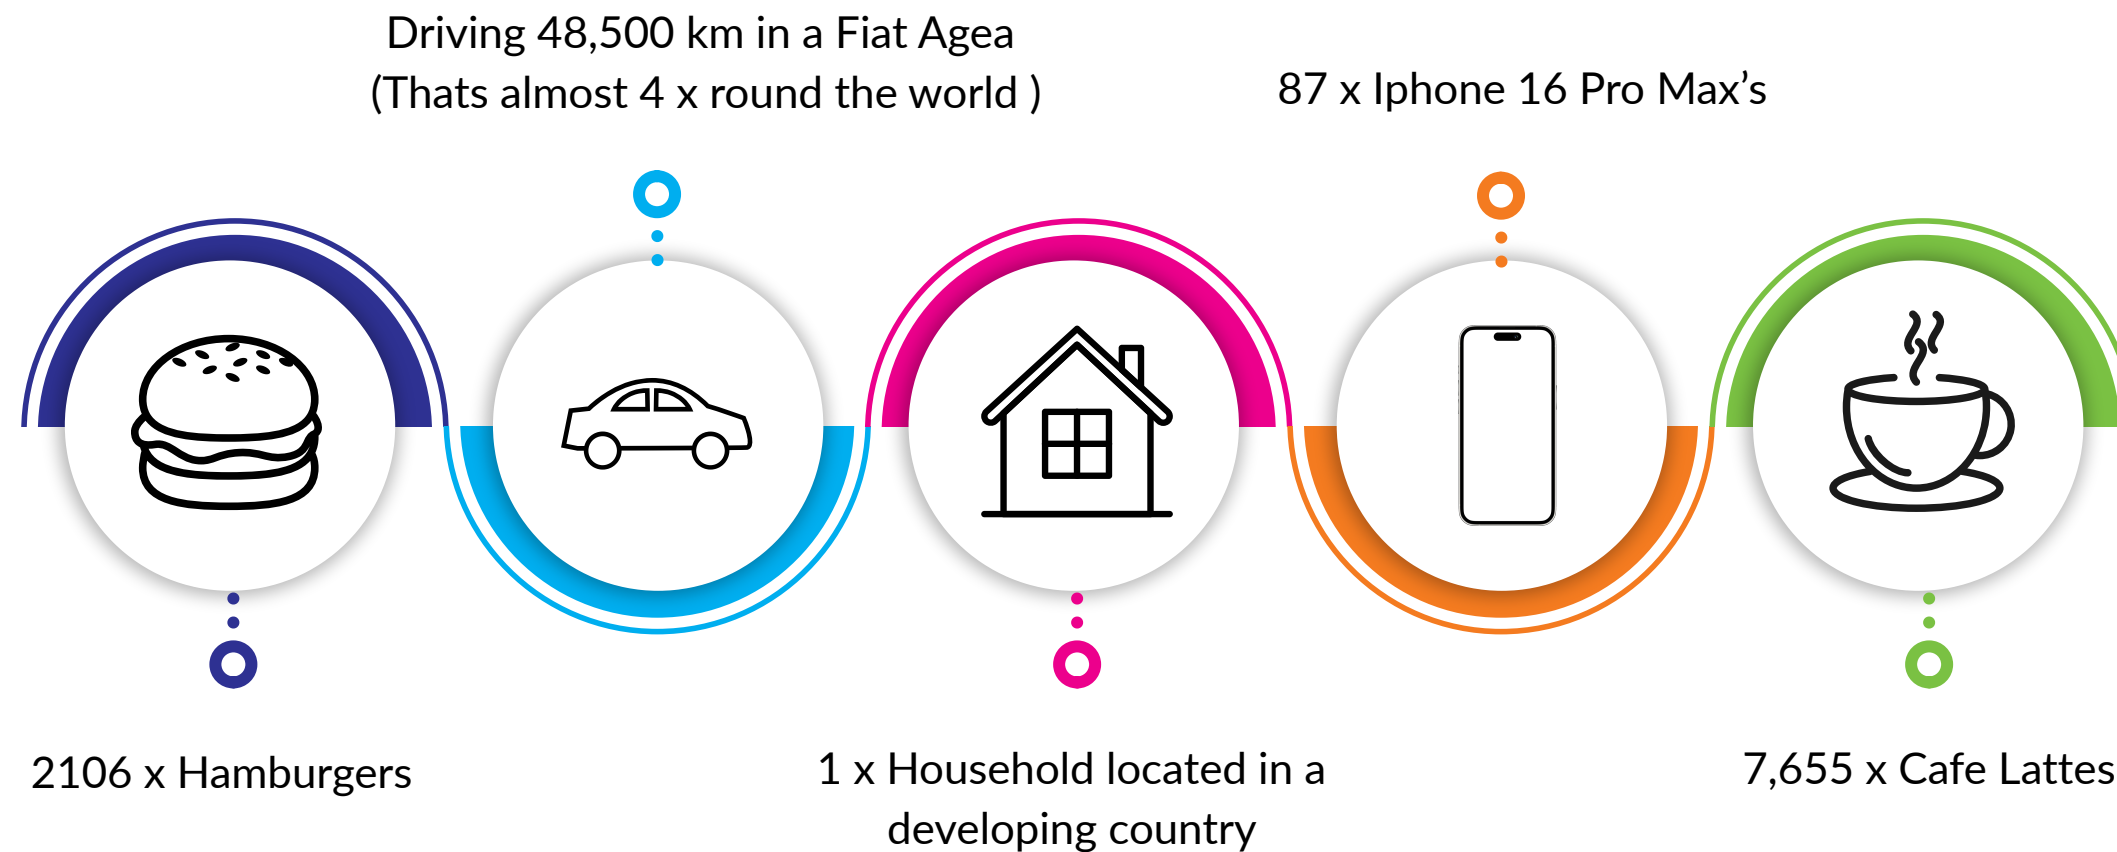 Driving 48,500 km in a Fiat Agea
(Thats almost 4 x round the world )
87 x Iphone 16 Pro Max’s
2106 x Hamburgers
1 x Household located in a
developing country
7,655 x Cafe Lattes